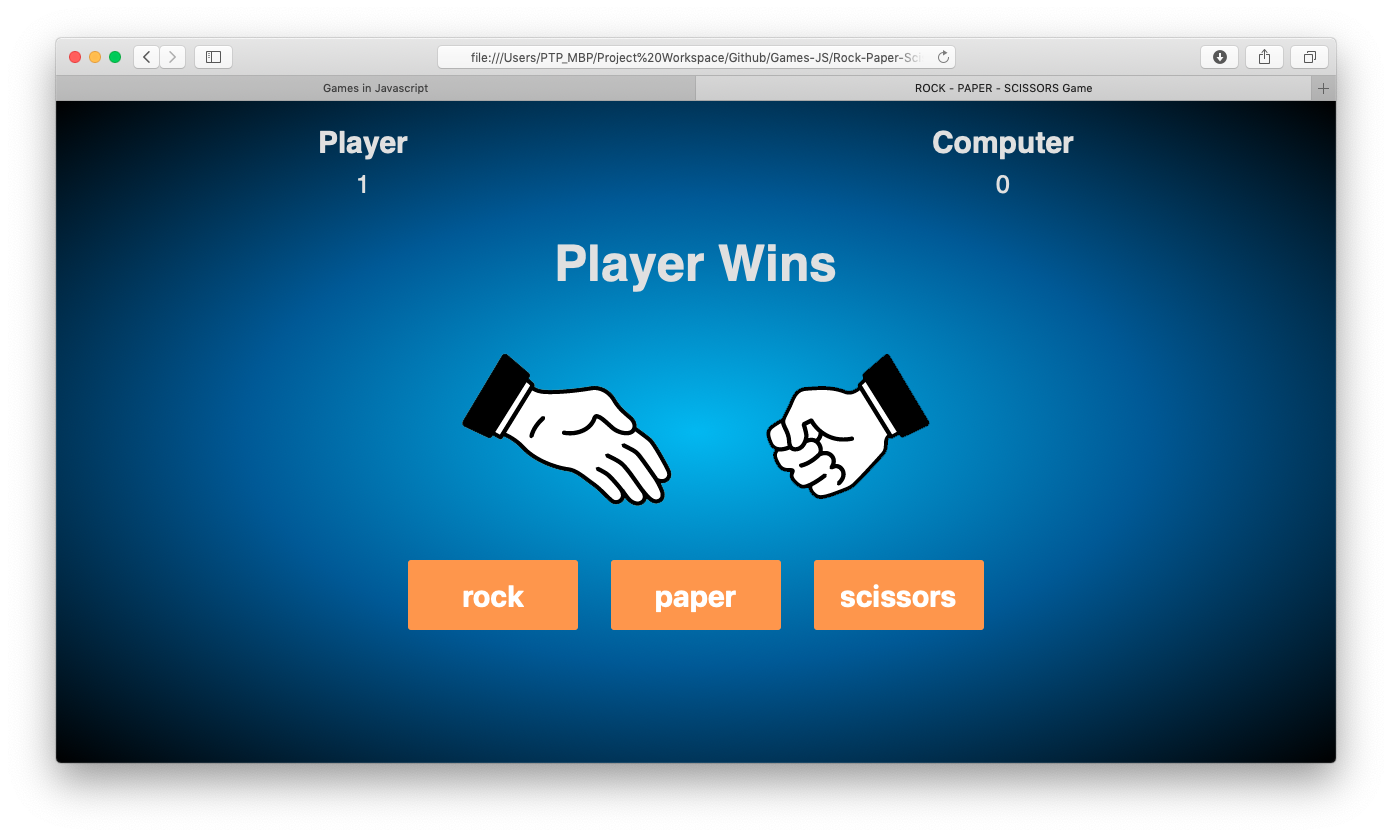 file:///Users/PTP_MBP/Project%20Workspace/Github/Games-JS/Rock-Paper-Sci
Games in Javascript
ROCK - PAPER - SCISSORS Game
Player
Computer
1
0
Player Wins
rock
paper
scissors